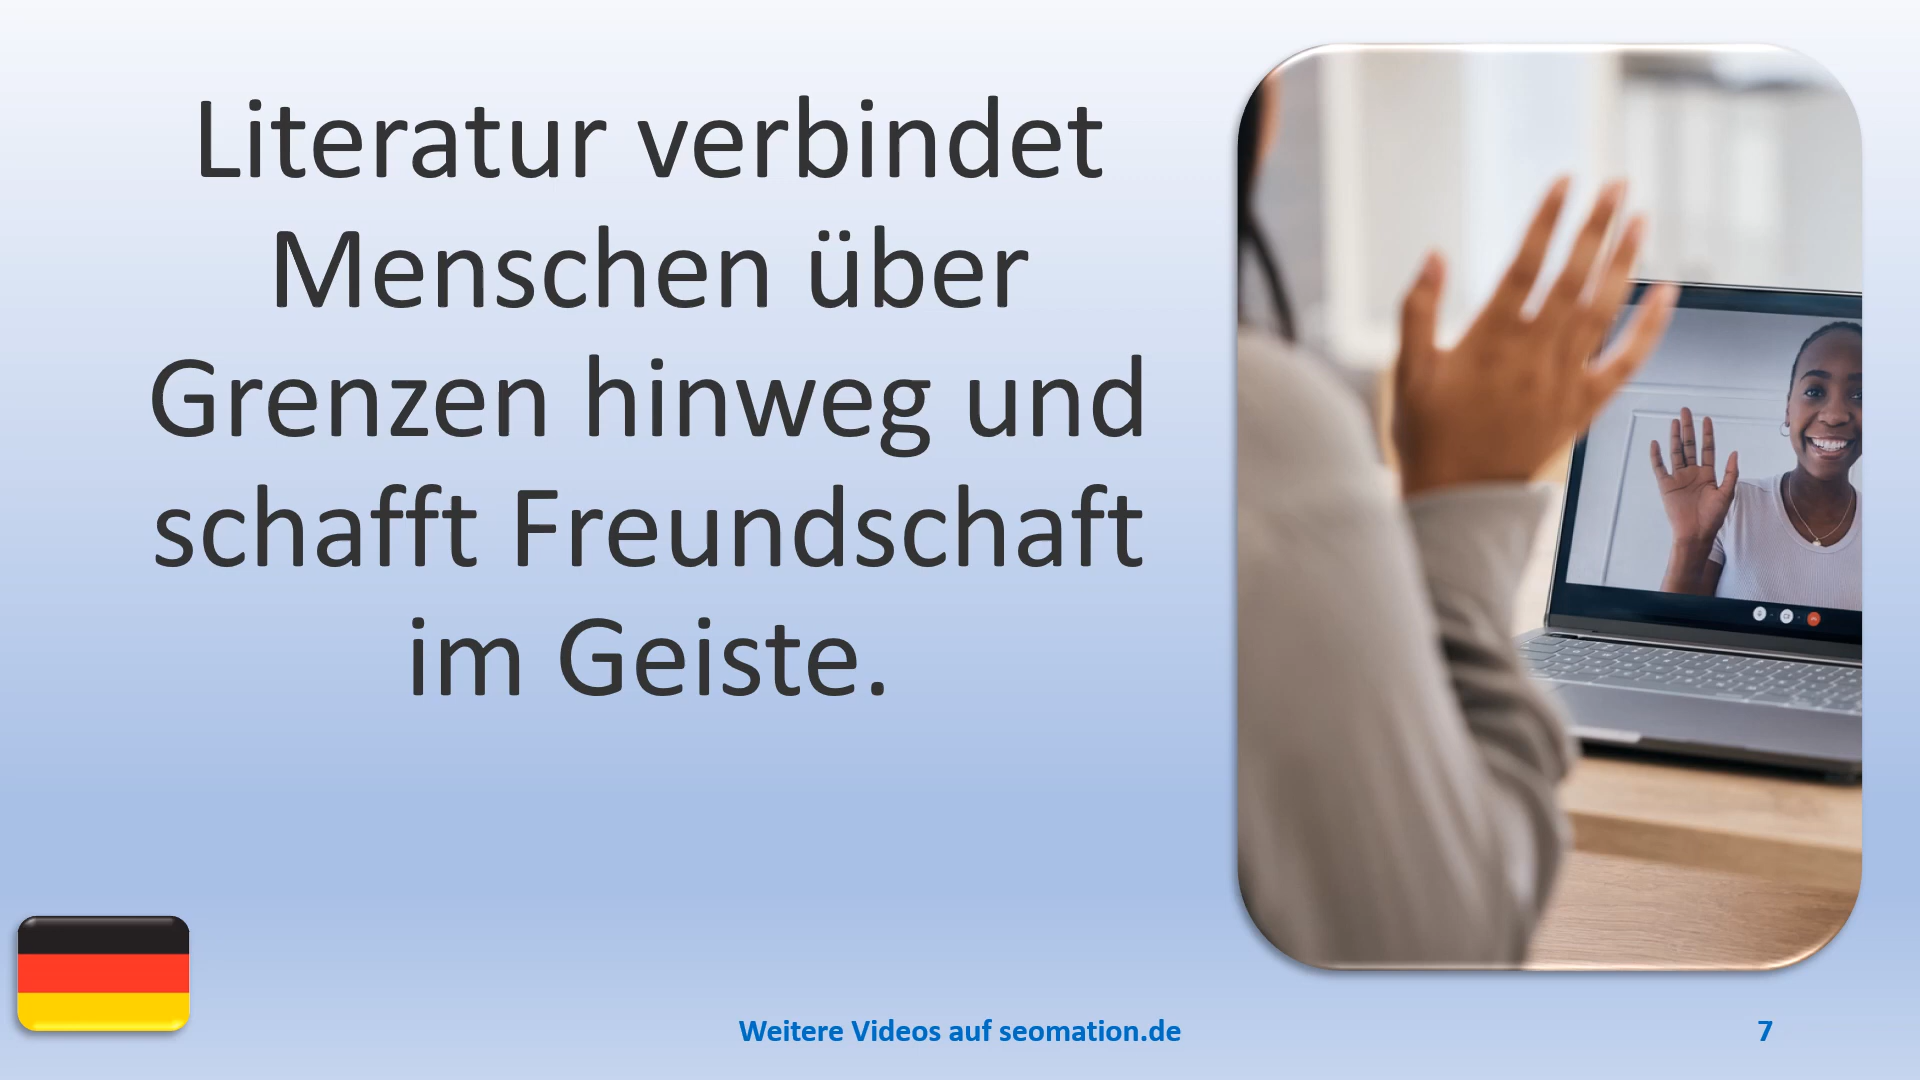 Literatur verbindet
Menschen über
Grenzen hinweg und
schafft Freundschaft
im Geiste.
Weitere Videos auf seomation.de
7